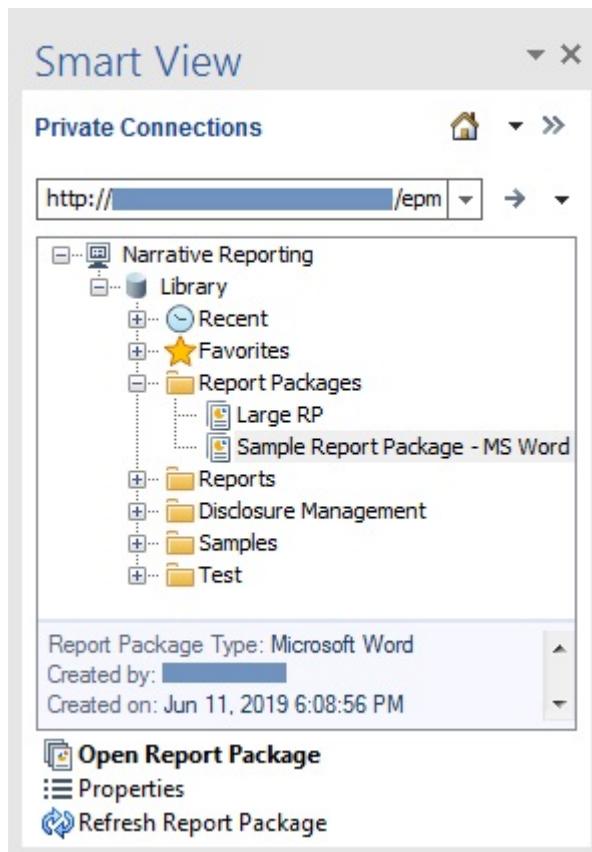 Smart View
Private Connections
http:// /epm
Narrative Reporting
Library
Recent
Favorites
Report Packages
Large RP
Sample Report Package - MS Word
Reports
Disclosure Management
Samples
Test
Report Package Type: Microsoft Word
Created by:
Created on: Jun 11, 2019 6:08:56 PM
Open Report Package
Properties
Refresh Report Package